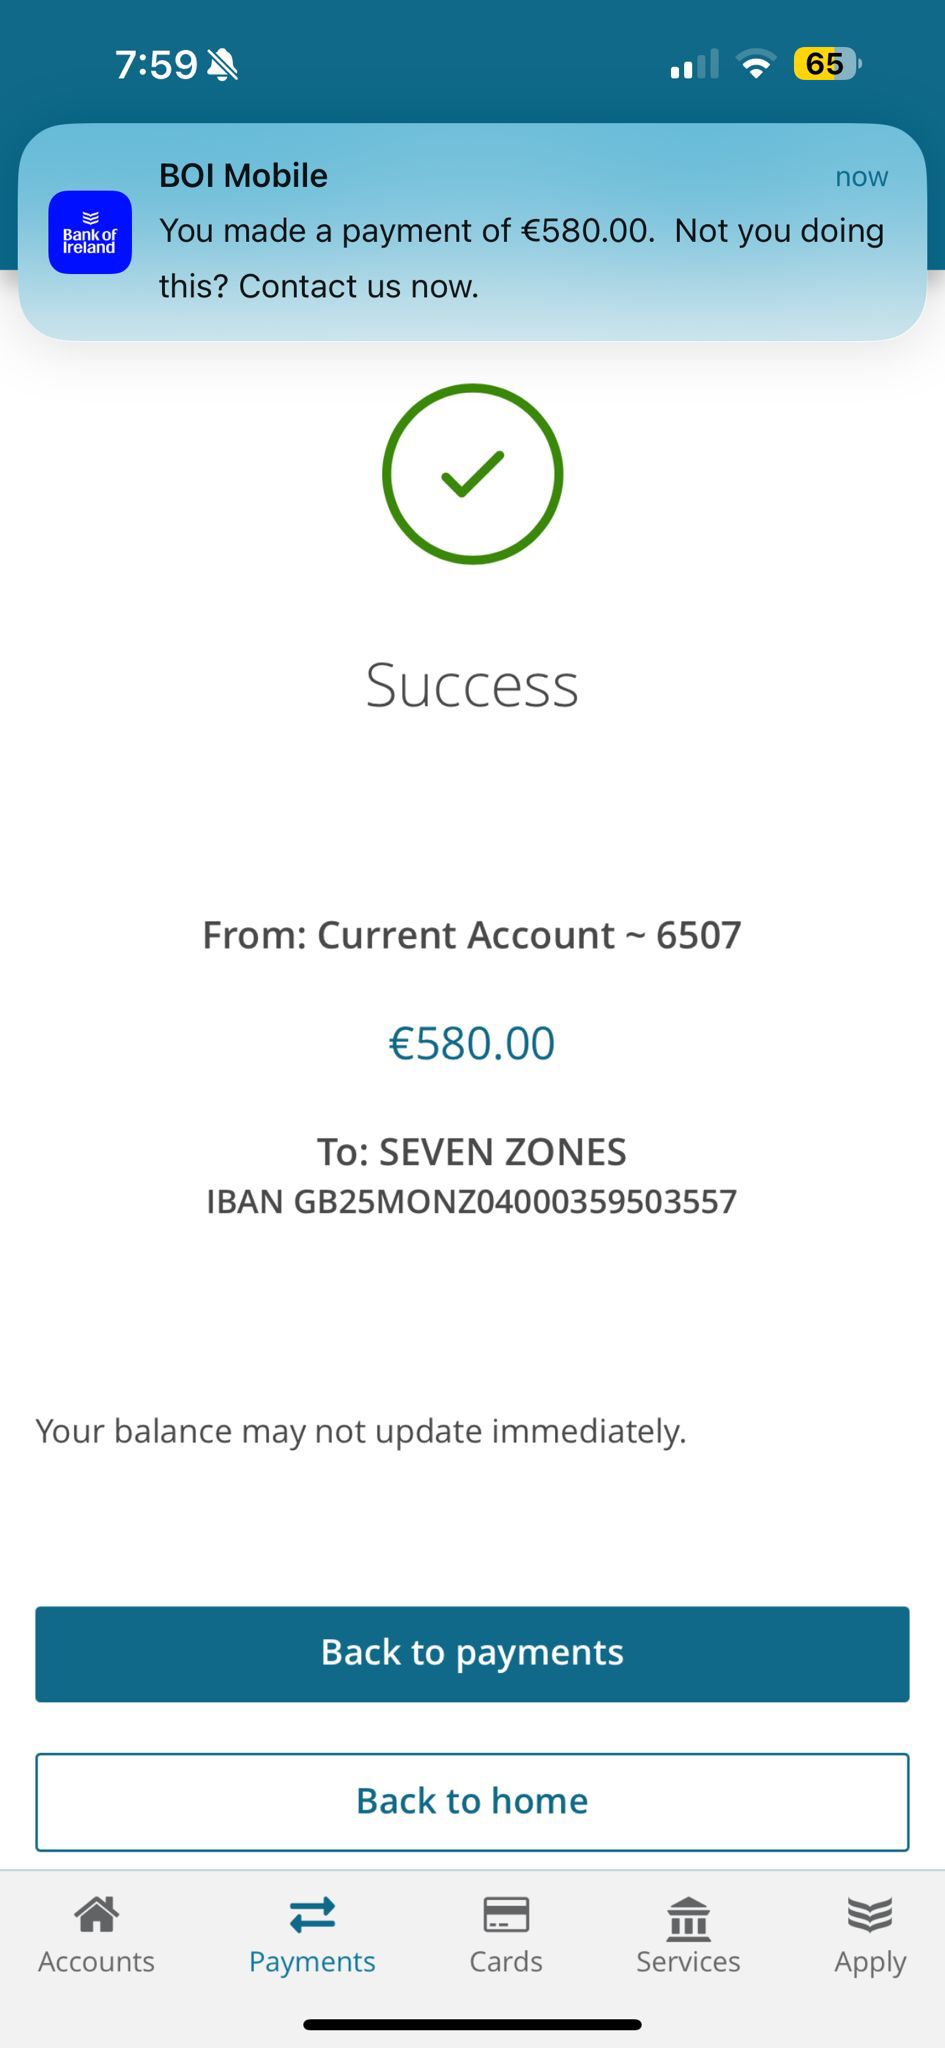 7:59
65
BOI Mobile
now
Bank of
Ireland
You made a payment of €580.00.  Not you doing
this? Contact us now.
Success
From: Current Account ~ 6507
€580.00
To: SEVEN ZONES
IBAN GB25MONZ04000359503557
Your balance may not update immediately.
Back to payments
Back to home
Accounts
Payments
Cards
Services
Apply